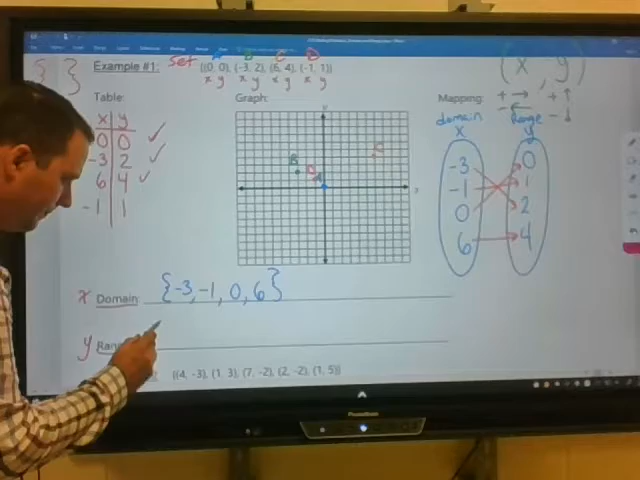 Example #1: set {(0, 0), (-3, 2), (6, 4), (-1, 1)}
A B C D
x y x y x y x y
{ }
(x, y)
+ → + ↑
- ← - ↓
Table:
x y
0 0 ✓
-3 2 ✓
6 4 ✓
-1 1
Graph:
y
x
A
B
C
D
Mapping:
domain Range
x y
-3 0
-1 1
0 2
6 4
x Domain: {-3, -1, 0, 6}
y Ran
{(4, -3), (1, 3), (7, -2), (2, -2), (1, 5)}
Promethean